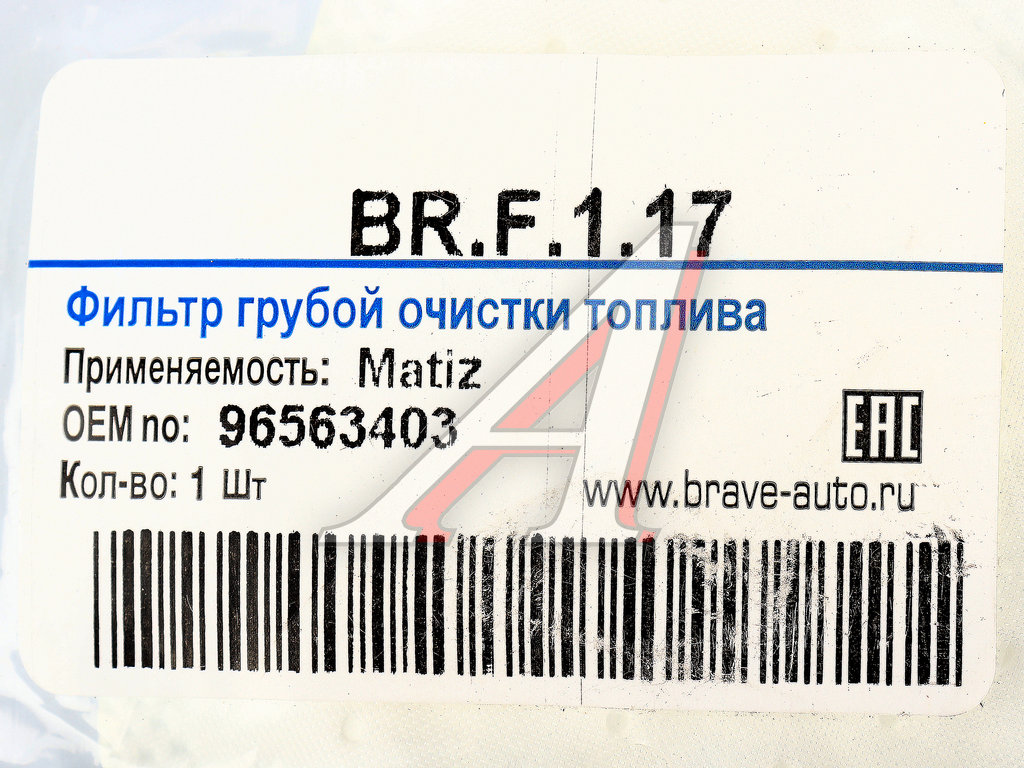 BR.F.1.17
Фильтр грубой очистки топлива
Применяемость: Matiz
OEM no: 96563403
EAC
Кол-во: 1 Шт
www.brave-auto.ru